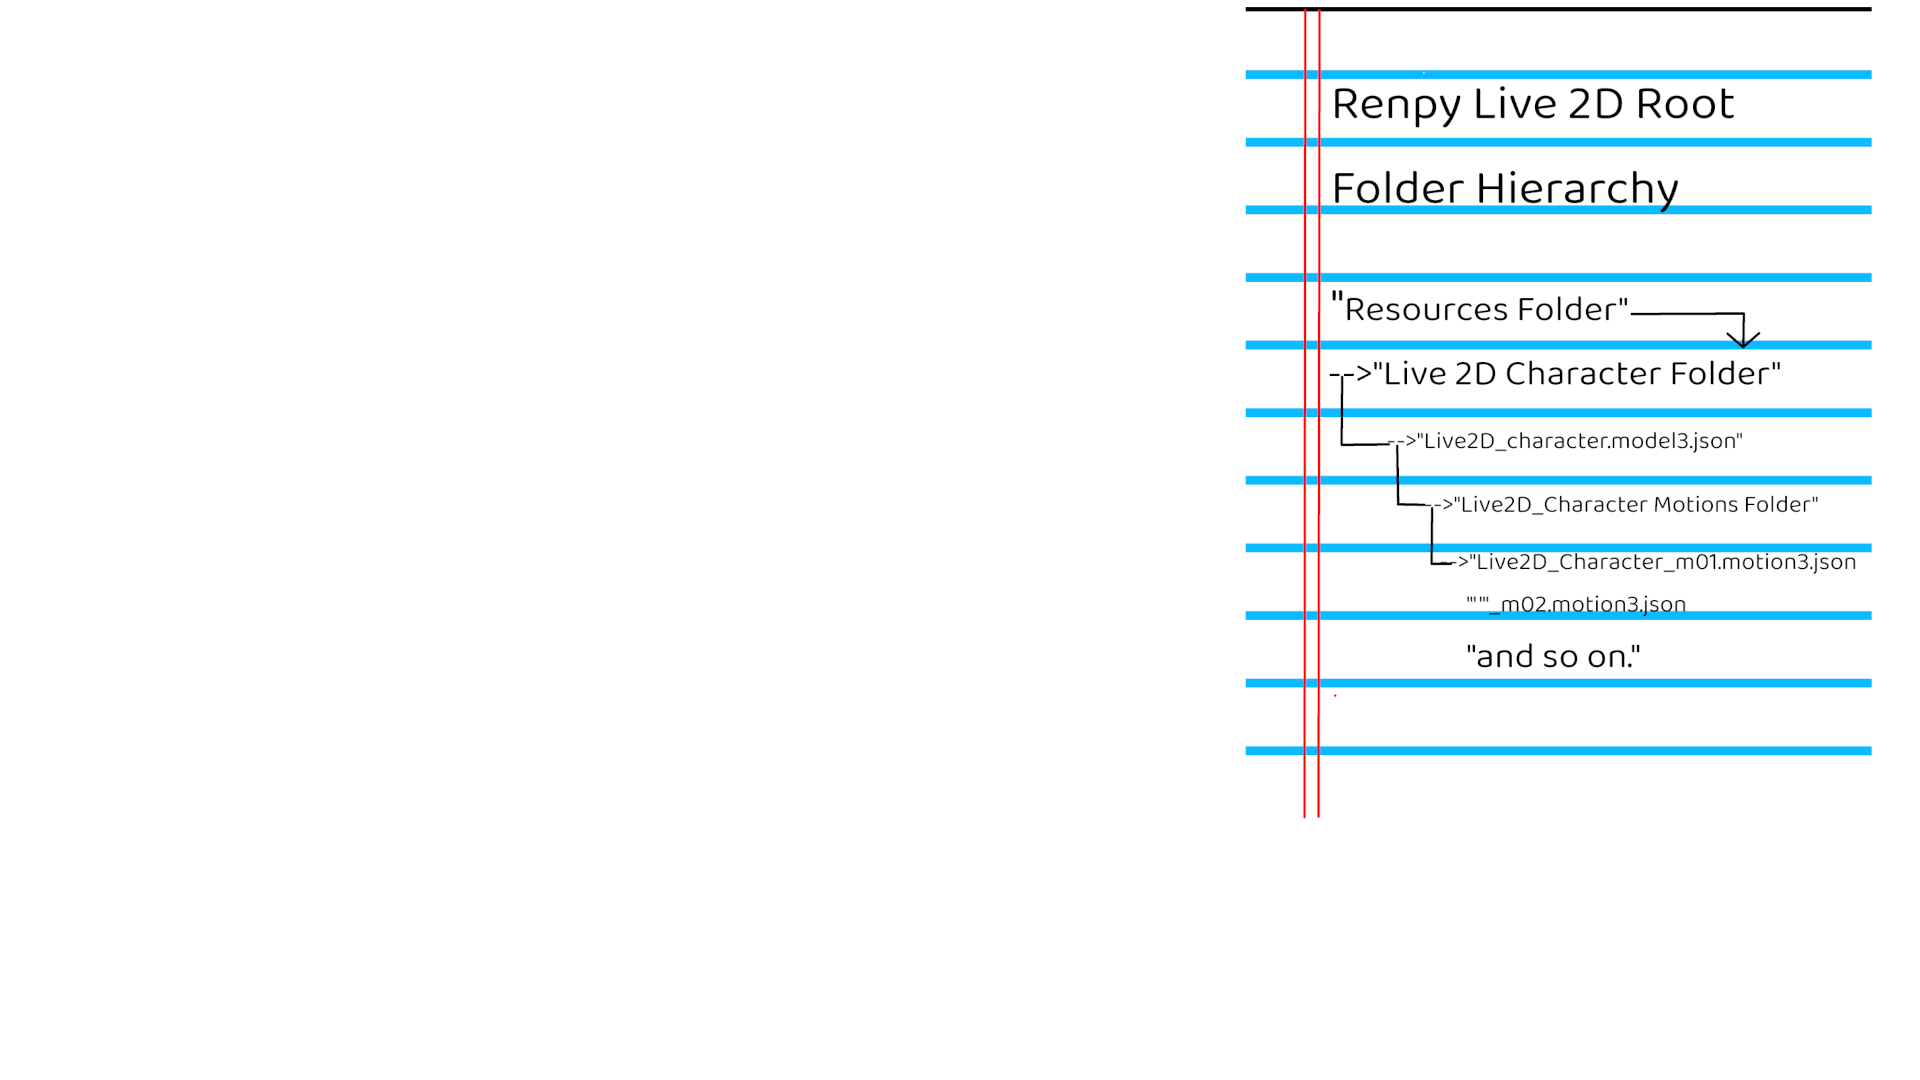 Renpy Live 2D Root
Folder Hierarchy
"Resources Folder"
-->"Live 2D Character Folder"
-->"Live2D_character.model3.json"
-->"Live2D_Character Motions Folder"
-->"Live2D_Character_m01.motion3.json
""'_m02.motion3.json
"and so on."